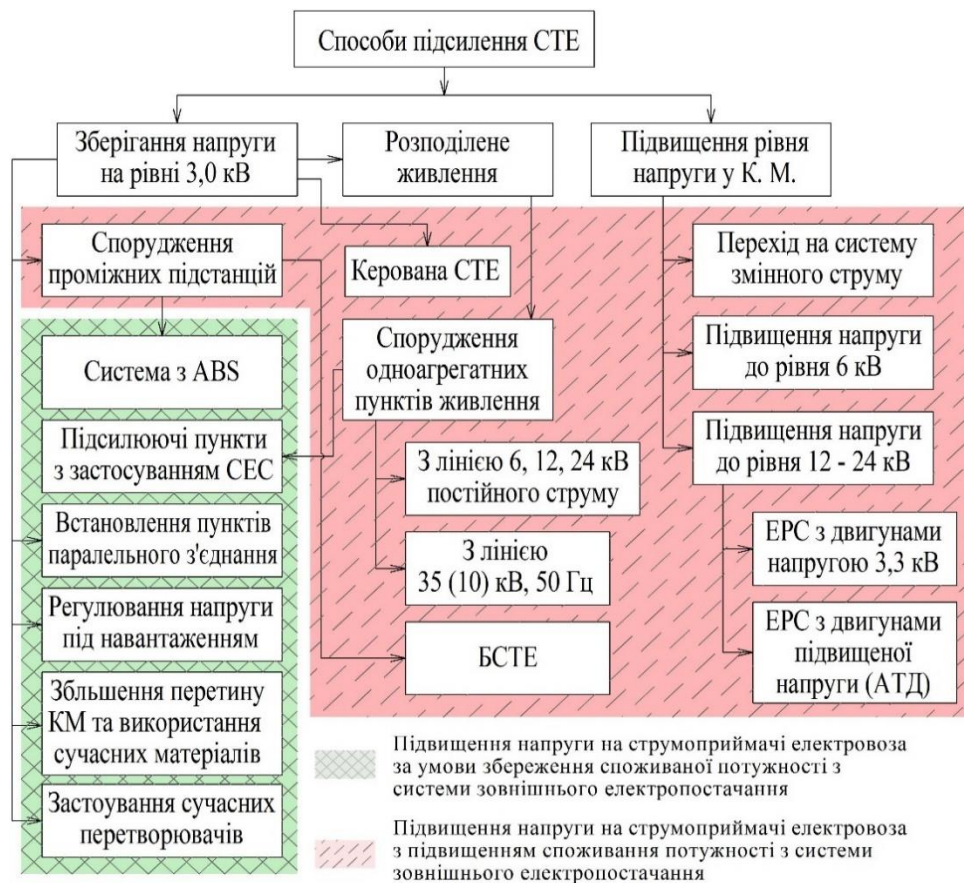 Способи підсилення СТЕ
Зберігання напруги
на рівні 3,0 кВ
Розподілене
живлення
Підвищення рівня
напруги у К. М.
Спорудження
проміжних підстанцій
Керована СТЕ
Перехід на систему
змінного струму
Система з ABS
Спорудження
одноагрегатних
пунктів живлення
Підвищення напруги
до рівня 6 кВ
Підсилюючі пункти
з застосуванням СЕС
З лінією 6, 12, 24 кВ
постійного струму
Підвищення напруги
до рівня 12 - 24 кВ
Встановлення пунктів
паралельного з'єднання
З лінією
35 (10) кВ, 50 Гц
ЕРС з двигунами
напругою 3,3 кВ
Регулювання напруги
під навантаженням
БСТЕ
ЕРС з двигунами
підвищеної
напруги (АТД)
Збльшення перетину
КМ та використання
сучасних матеріалів
Застоування сучасних
перетворювачів
Підвищення напруги на струмоприймачі електровоза
за умови збереження споживаної потужності з
системи зовнішнього електропостачання
Підвищення напруги на струмоприймачі електровоза
з підвищенням споживання потужності з системи
зовнішнього електропостачання